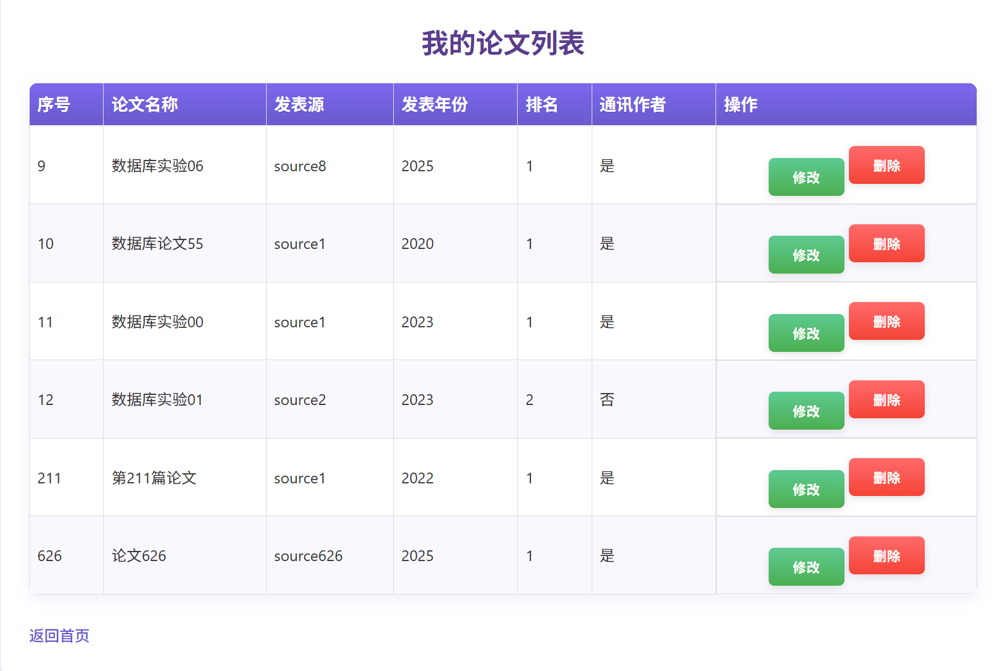 我的论文列表
序号 论文名称 发表源 发表年份 排名 通讯作者 操作
9 数据库实验06 source8 2025 1 是 修改 删除
10 数据库论文55 source1 2020 1 是 修改 删除
11 数据库实验00 source1 2023 1 是 修改 删除
12 数据库实验01 source2 2023 2 否 修改 删除
211 第211篇论文 source1 2022 1 是 修改 删除
626 论文626 source626 2025 1 是 修改 删除
返回首页